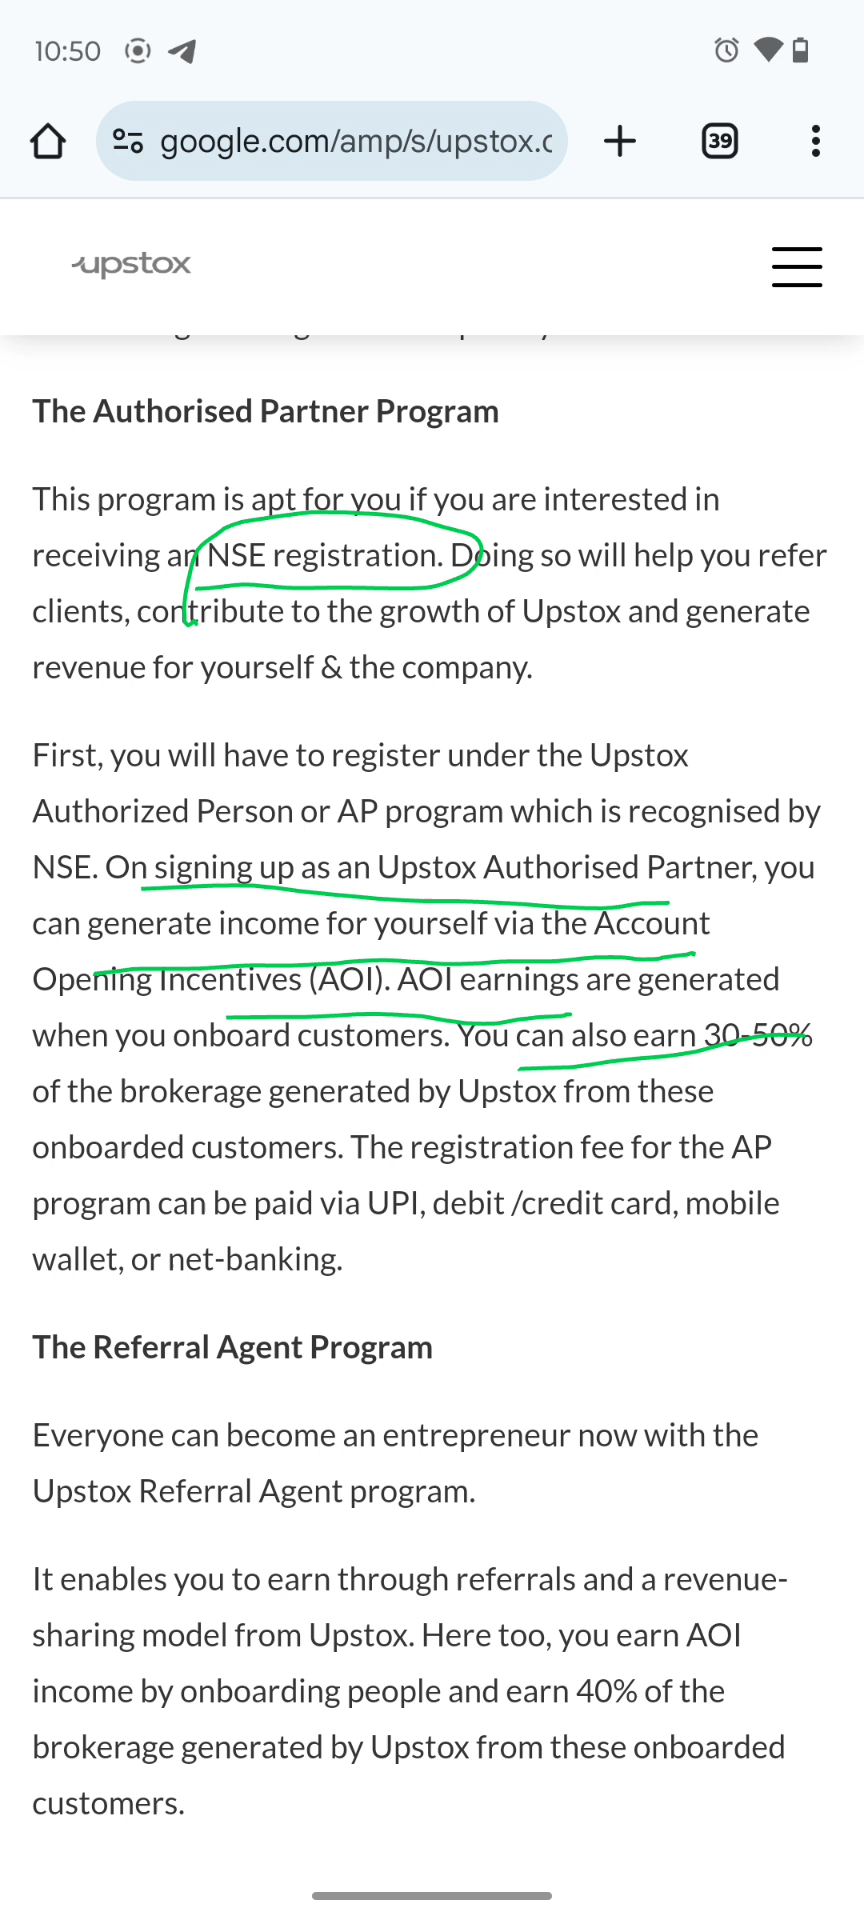 10:50
google.com/amp/s/upstox.c
39
upstox
The Authorised Partner Program
This program is apt for you if you are interested in
receiving an NSE registration. Doing so will help you refer
clients, contribute to the growth of Upstox and generate
revenue for yourself & the company.
First, you will have to register under the Upstox
Authorized Person or AP program which is recognised by
NSE. On signing up as an Upstox Authorised Partner, you
can generate income for yourself via the Account
Opening Incentives (AOI). AOI earnings are generated
when you onboard customers. You can also earn 30-50%
of the brokerage generated by Upstox from these
onboarded customers. The registration fee for the AP
program can be paid via UPI, debit /credit card, mobile
wallet, or net-banking.
The Referral Agent Program
Everyone can become an entrepreneur now with the
Upstox Referral Agent program.
It enables you to earn through referrals and a revenue-
sharing model from Upstox. Here too, you earn AOI
income by onboarding people and earn 40% of the
brokerage generated by Upstox from these onboarded
customers.